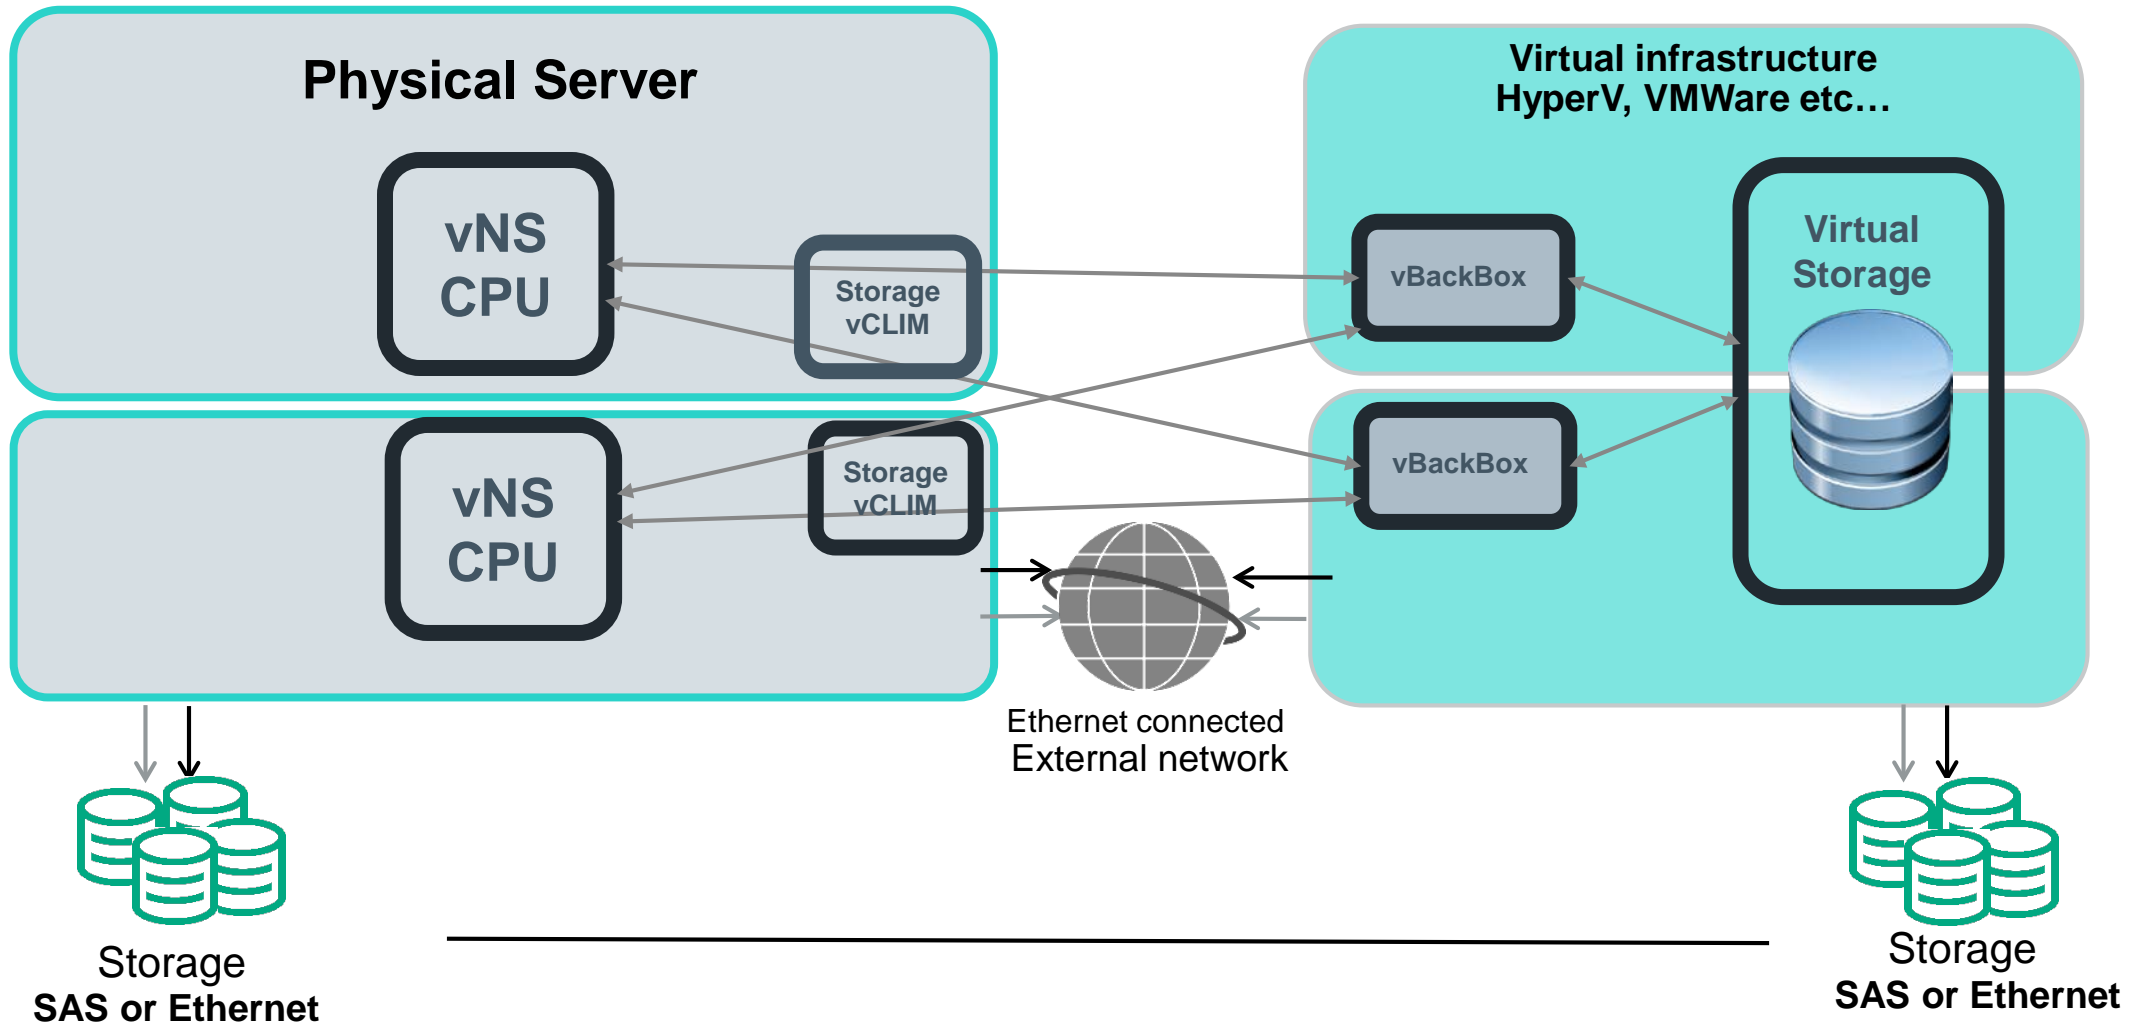 Physical Server
vNS
CPU
Storage
vCLIM
vNS
CPU
Storage
vCLIM
Virtual infrastructure
HyperV, VMWare etc…
vBackBox
Virtual
Storage
vBackBox
Ethernet connected
External network
Storage
SAS or Ethernet
Storage
SAS or Ethernet